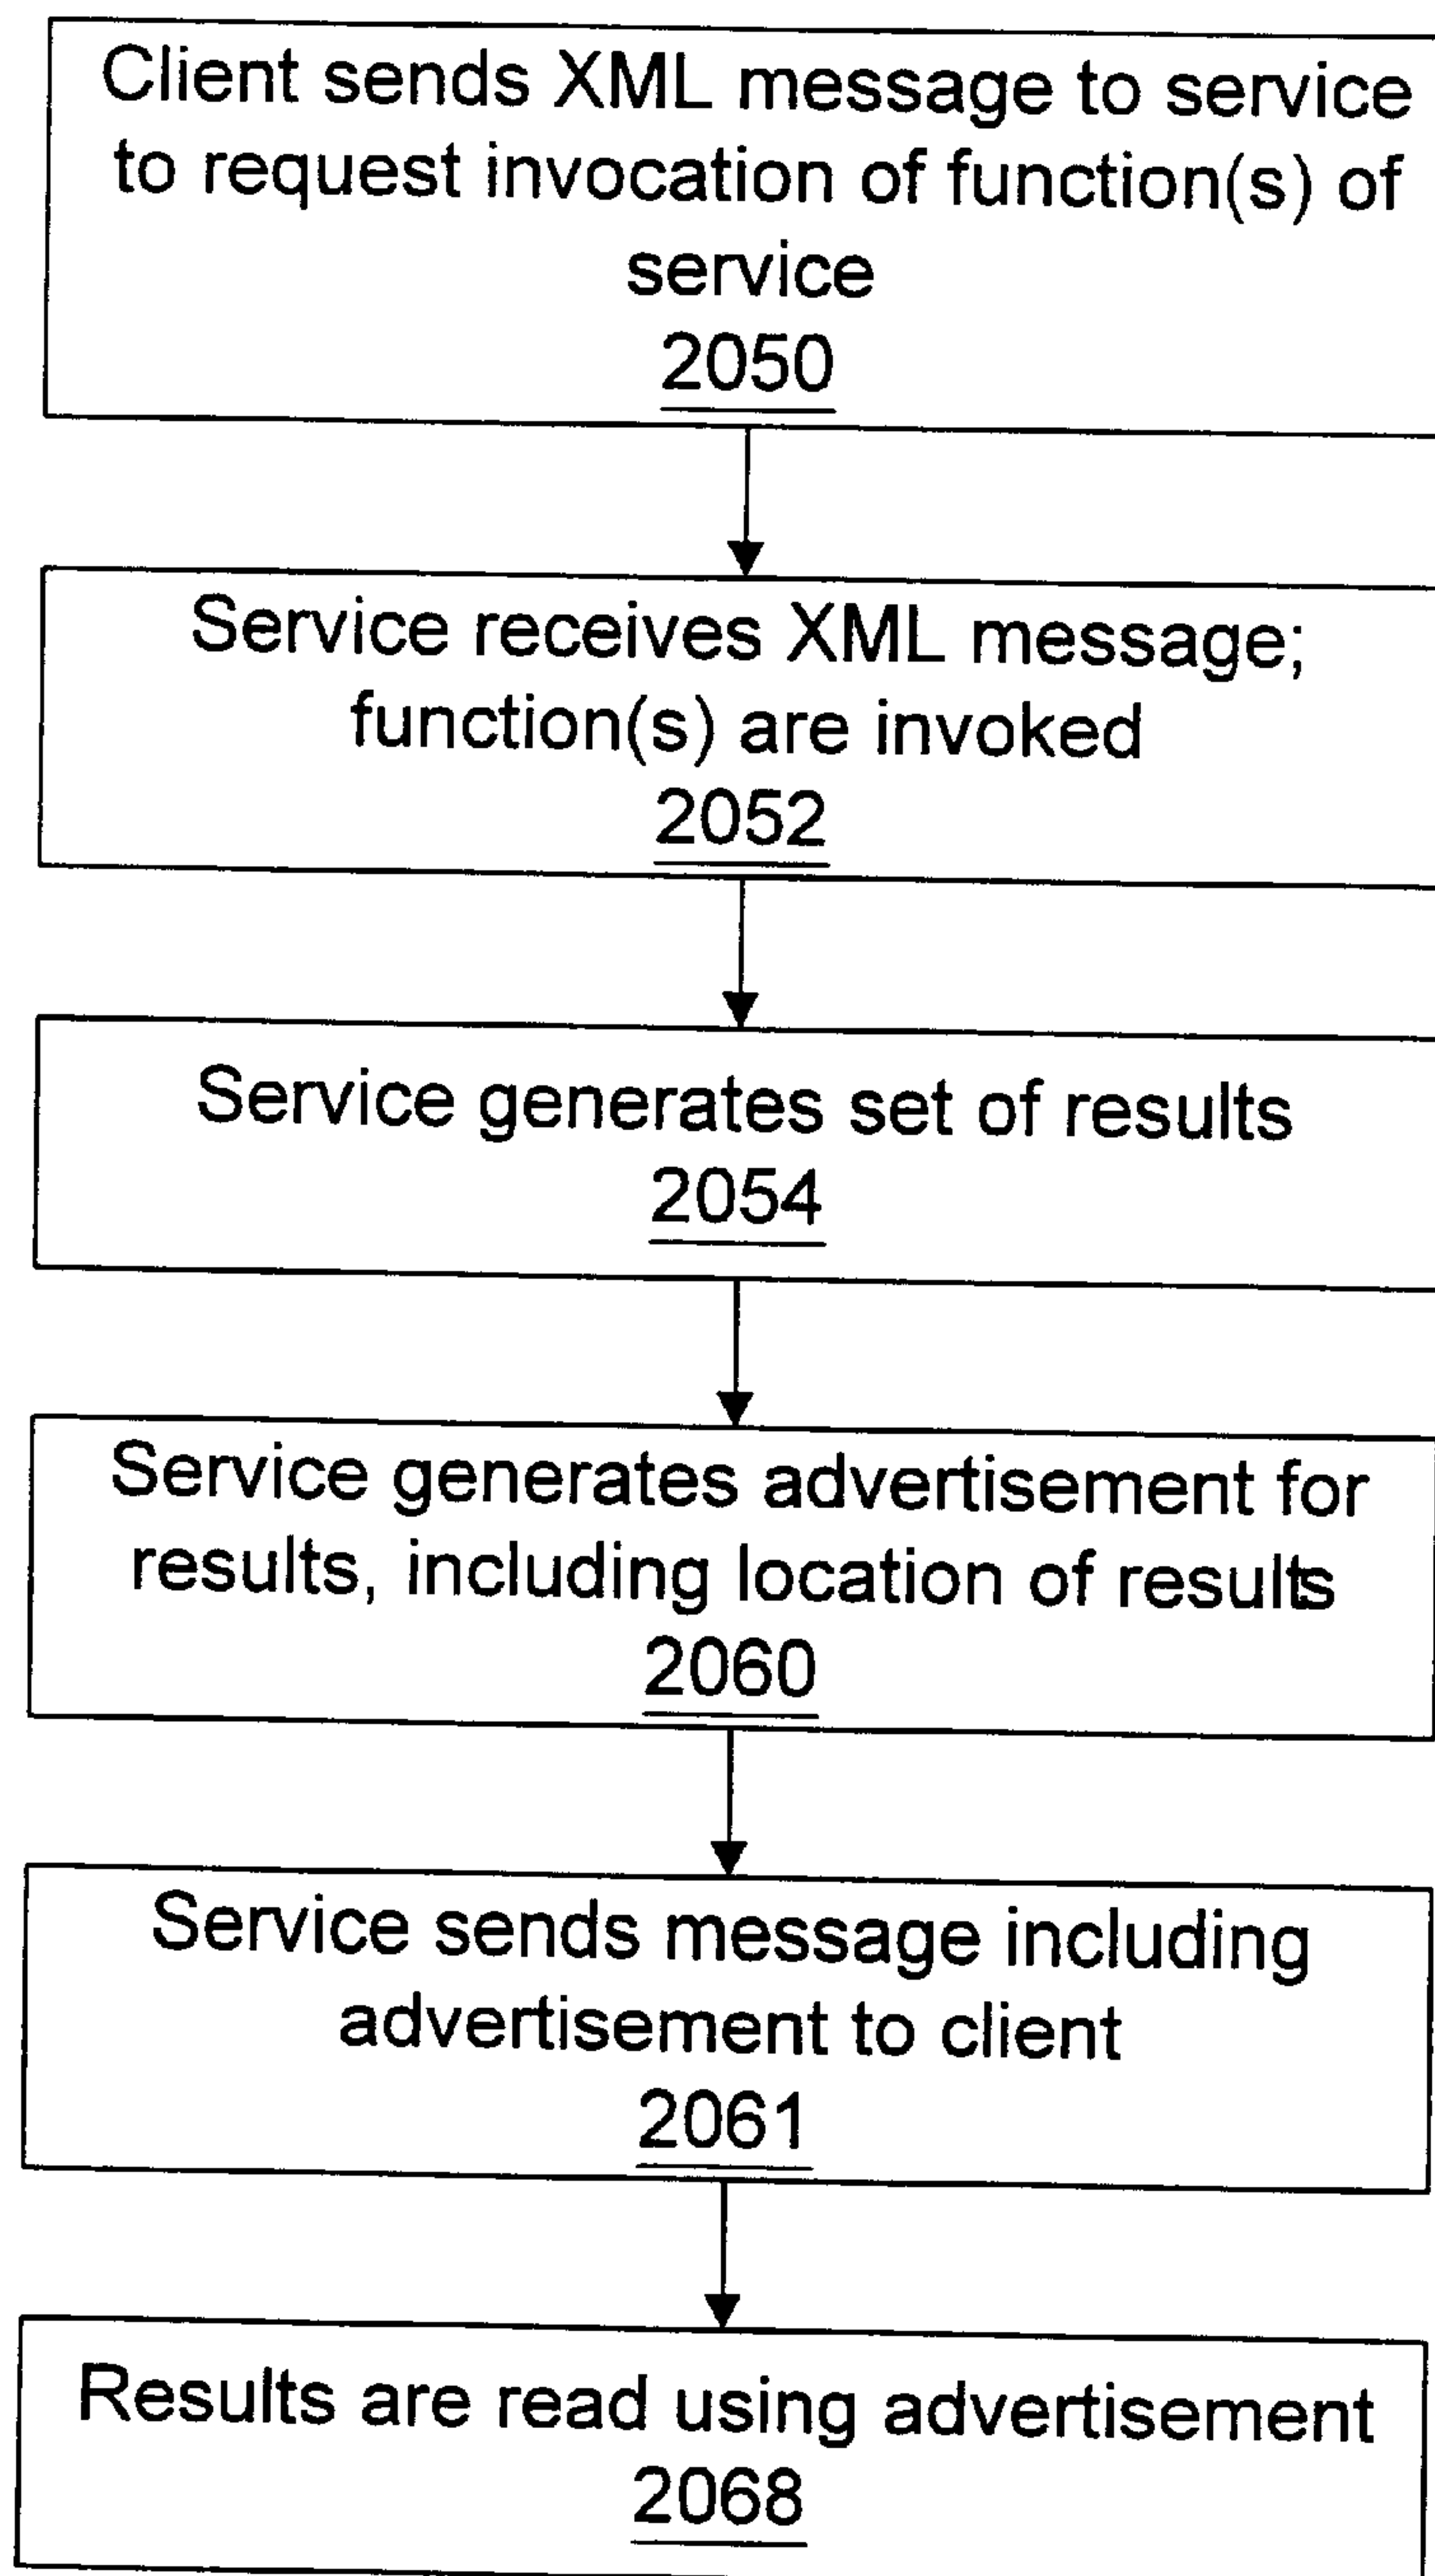 Client sends XML message to service
to request invocation of function(s) of
service
2050
Service receives XML message;
function(s) are invoked
2052
Service generates set of results
2054
Service generates advertisement for
results, including location of results
2060
Service sends message including
advertisement to client
2061
Results are read using advertisement
2068